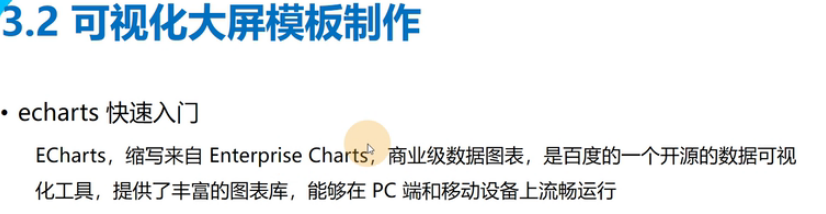 3.2 可视化大屏模板制作
• echarts 快速入门
ECharts，缩写来自 Enterprise Charts，商业级数据图表，是百度的一个开源的数据可视
化工具，提供了丰富的图表库，能够在 PC 端和移动设备上流畅运行